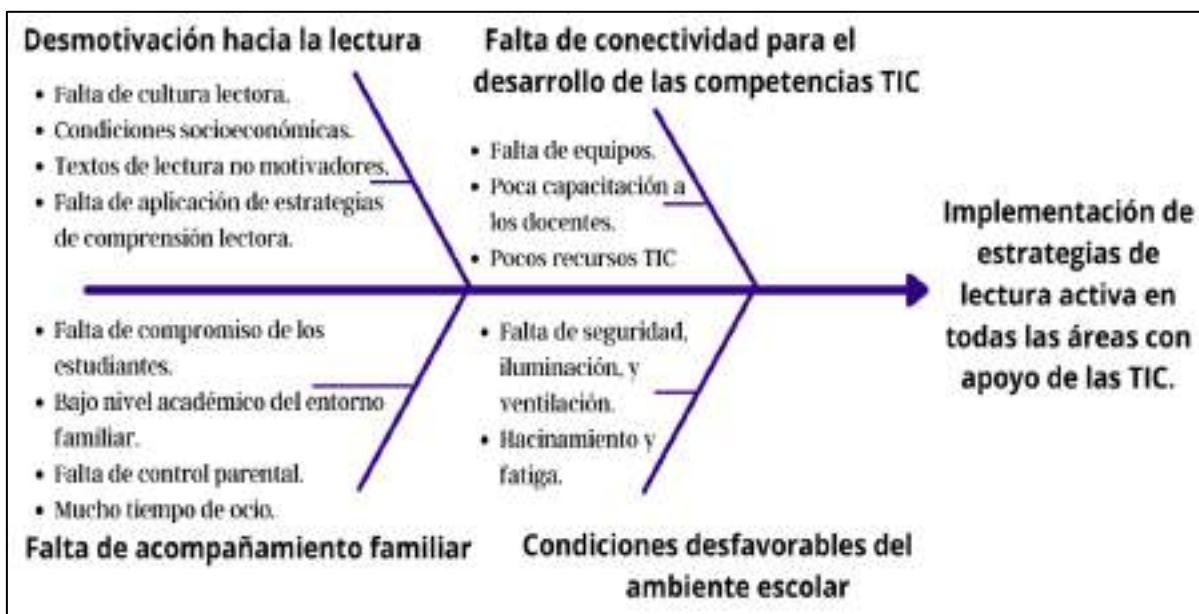 Desmotivación hacia la lectura
• Falta de cultura lectora.
• Condiciones socioeconómicas.
• Textos de lectura no motivadores.
• Falta de aplicación de estrategias
de comprensión lectora.
Falta de conectividad para el
desarrollo de las competencias TIC
• Falta de equipos.
• Poca capacitación a
los docentes.
• Pocos recursos TIC
• Falta de compromiso de los
estudiantes.
• Bajo nivel académico del entorno
familiar.
• Falta de control parental.
• Mucho tiempo de ocio.
Falta de acompañamiento familiar
• Falta de seguridad,
iluminación, y
ventilación.
• Hacinamiento y
fatiga.
Condiciones desfavorables del
ambiente escolar
Implementación de
estrategias de
lectura activa en
todas las áreas con
apoyo de las TIC.